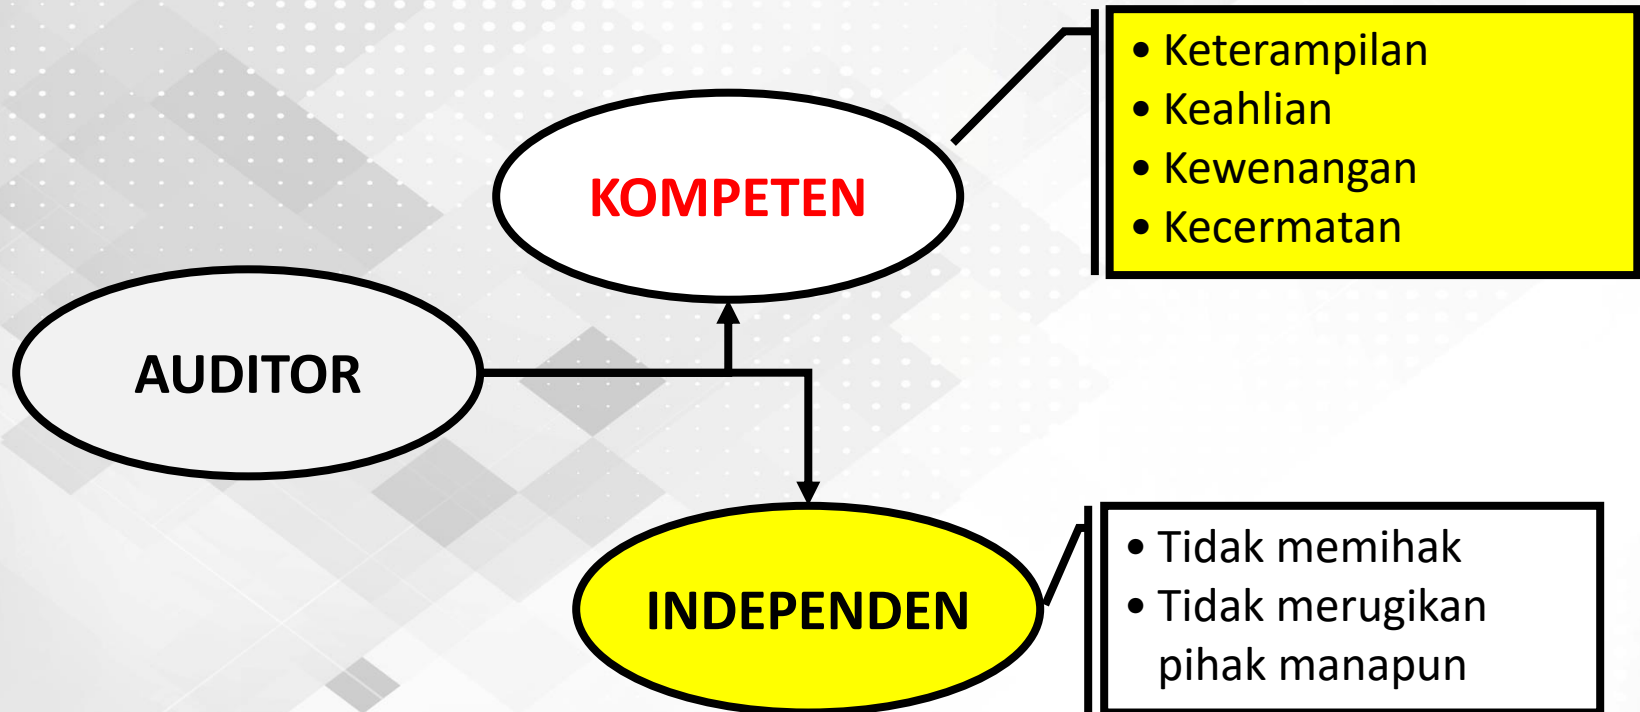 • Keterampilan
• Keahlian
• Kewenangan
• Kecermatan
KOMPETEN
AUDITOR
INDEPENDEN
• Tidak memihak
• Tidak merugikan
pihak manapun